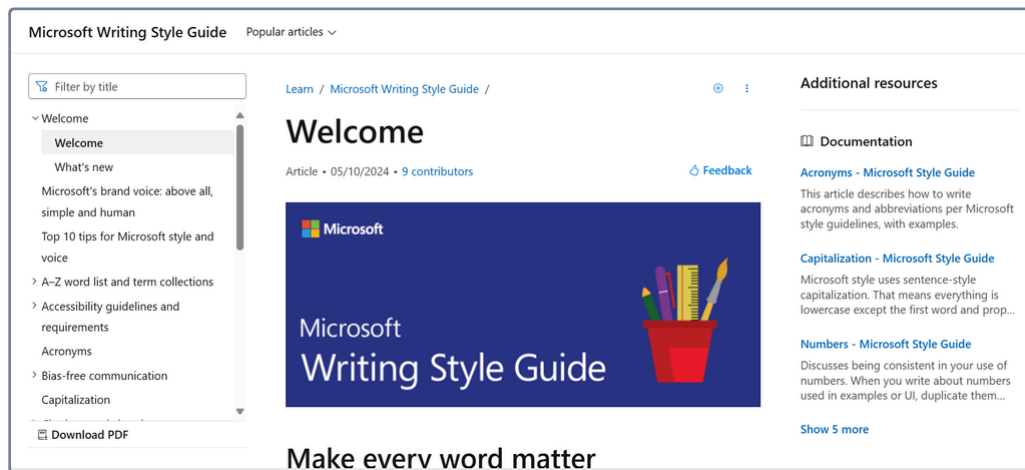 Microsoft Writing Style Guide
Popular articles
Filter by title
Welcome
Welcome
What's new
Microsoft's brand voice: above all,
simple and human
Top 10 tips for Microsoft style and
voice
A–Z word list and term collections
Accessibility guidelines and
requirements
Acronyms
Bias-free communication
Capitalization
Download PDF
Learn / Microsoft Writing Style Guide /
Welcome
Article • 05/10/2024 • 9 contributors
Feedback
Microsoft
Microsoft
Writing Style Guide
Make every word matter
Additional resources
Documentation
Acronyms - Microsoft Style Guide
This article describes how to write
acronyms and abbreviations per Microsoft
style guidelines, with examples.
Capitalization - Microsoft Style Guide
Microsoft style uses sentence-style
capitalization. That means everything is
lowercase except the first word and prop...
Numbers - Microsoft Style Guide
Discusses being consistent in your use of
numbers. When you write about numbers
used in examples or UI, duplicate them...
Show 5 more